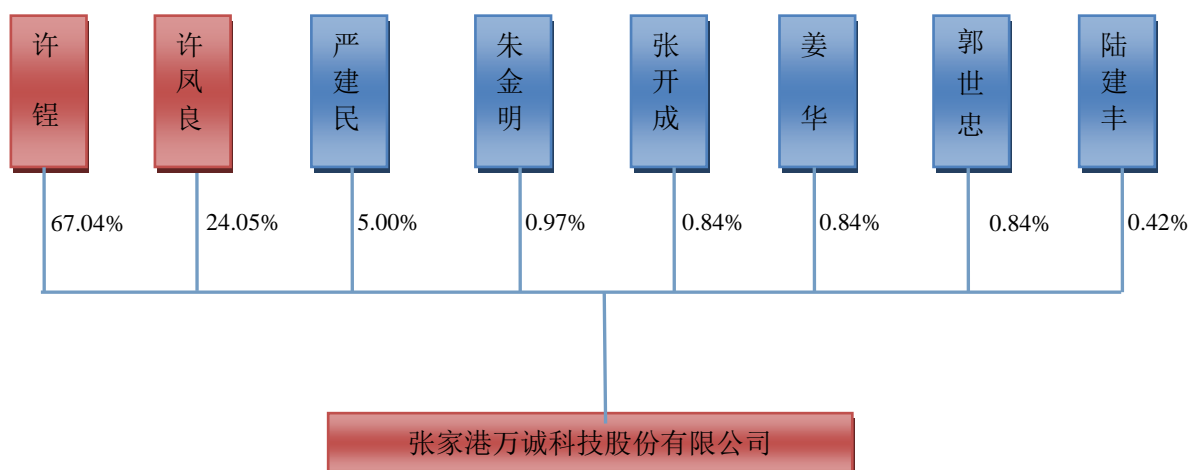 许锃
许凤良
严建民
朱金明
张开成
姜华
郭世忠
陆建丰
67.04%
24.05%
5.00%
0.97%
0.84%
0.84%
0.84%
0.42%
张家港万诚科技股份有限公司